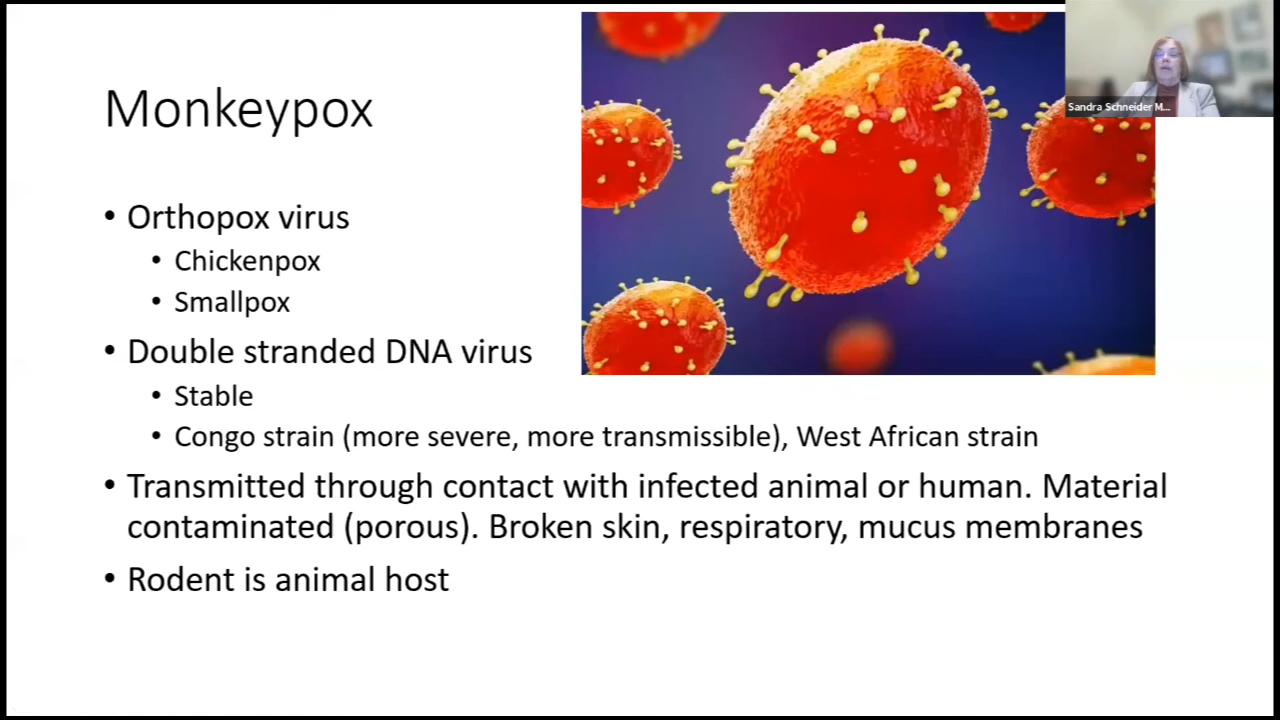 Monkeypox
Sandra Schneider M...
• Orthopox virus
• Chickenpox
• Smallpox
• Double stranded DNA virus
• Stable
• Congo strain (more severe, more transmissible), West African strain
• Transmitted through contact with infected animal or human. Material
contaminated (porous). Broken skin, respiratory, mucus membranes
• Rodent is animal host